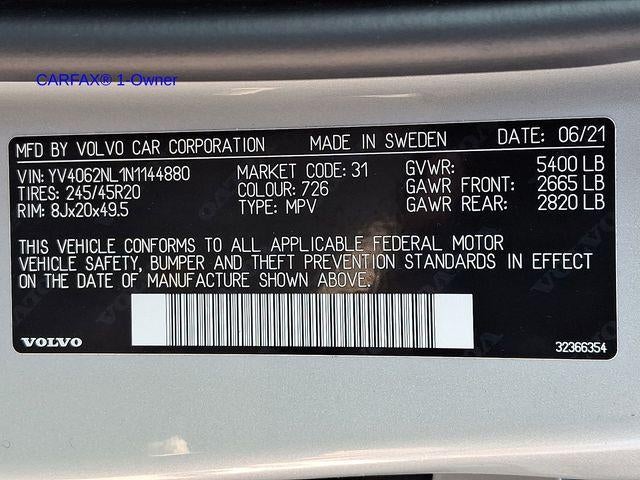 CARFAX® 1-Owner
MFD BY VOLVO CAR CORPORATION MADE IN SWEDEN DATE: 06/21
VIN: YV4062NL1N1144880 MARKET CODE: 31 GVWR: 5400 LB
TIRES: 245/45R20 COLOUR: 726 GAWR FRONT: 2665 LB
RIM: 8Jx20x49.5 TYPE: MPV GAWR REAR: 2820 LB
THIS VEHICLE CONFORMS TO ALL APPLICABLE FEDERAL MOTOR
VEHICLE SAFETY, BUMPER AND THEFT PREVENTION STANDARDS IN EFFECT
ON THE DATE OF MANUFACTURE SHOWN ABOVE.
VOLVO 32366354